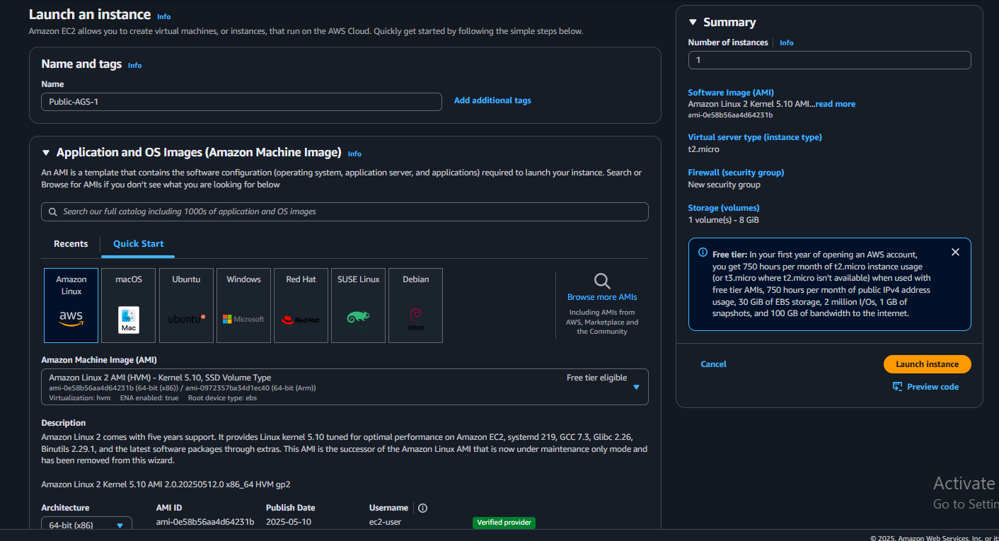 Launch an instance Info
Amazon EC2 allows you to create virtual machines, or instances, that run on the AWS Cloud. Quickly get started by following the simple steps below.
Name and tags Info
Name
Public-AGS-1
Add additional tags
Application and OS Images (Amazon Machine Image) Info
An AMI is a template that contains the software configuration (operating system, application server, and applications) required to launch your instance. Search or
Browse for AMIs if you don't see what you are looking for below
Search our full catalog including 1000s of application and OS images
Recents
Quick Start
Amazon
Linux
aws
macOS
Mac
Ubuntu
ubuntu
Windows
Microsoft
Red Hat
Red Hat
SUSE Linux
Debian
debian
Browse more AMIs
Including AMIs from
AWS, Marketplace and
the Community
Amazon Machine Image (AMI)
Amazon Linux 2 AMI (HVM) - Kernel 5.10, SSD Volume Type
Free tier eligible
ami-0e58b56aa4d64231b (64-bit (x86)) / ami-0972357ba34d1ec40 (64-bit (Arm))
Virtualization: hvm ENA enabled: true Root device type: ebs
Description
Amazon Linux 2 comes with five years support. It provides Linux kernel 5.10 tuned for optimal performance on Amazon EC2, systemd 219, GCC 7.3, Glibc 2.26,
Binutils 2.29.1, and the latest software packages through extras. This AMI is the successor of the Amazon Linux AMI that is now under maintenance only mode and
has been removed from this wizard.
Amazon Linux 2 Kernel 5.10 AMI 2.0.20250512.0 x86_64 HVM gp2
Architecture
64-bit (x86)
AMI ID
ami-0e58b56aa4d64231b
Publish Date
2025-05-10
Username
ec2-user
Verified provider
Summary
Number of instances Info
1
Software Image (AMI)
Amazon Linux 2 Kernel 5.10 AMI...read more
ami-0e58b56aa4d64231b
Virtual server type (instance type)
t2.micro
Firewall (security group)
New security group
Storage (volumes)
1 volume(s) - 8 GiB
Free tier: In your first year of opening an AWS account,
you get 750 hours per month of t2.micro instance usage
(or t3.micro where t2.micro isn't available) when used with
free tier AMIs, 750 hours per month of public IPv4 address
usage, 30 GiB of EBS storage, 2 million I/Os, 1 GB of
snapshots, and 100 GB of bandwidth to the internet.
Cancel
Launch instance
Preview code
Activate
Go to Settin
© 2025, Amazon Web Services, Inc. or its